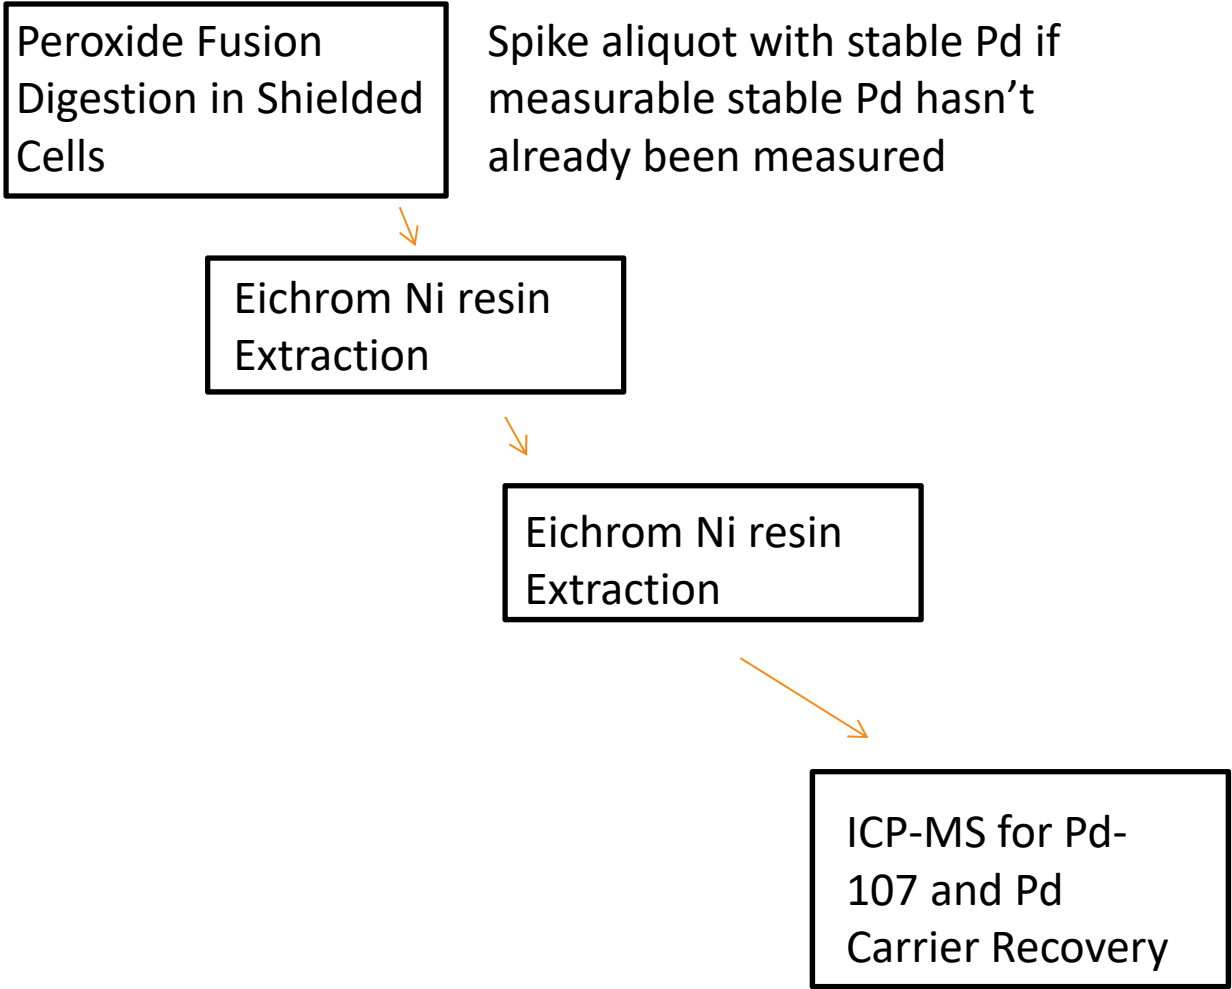 Peroxide Fusion
Digestion in Shielded
Cells
Spike aliquot with stable Pd if
measurable stable Pd hasn’t
already been measured
Eichrom Ni resin
Extraction
Eichrom Ni resin
Extraction
ICP-MS for Pd-
107 and Pd
Carrier Recovery